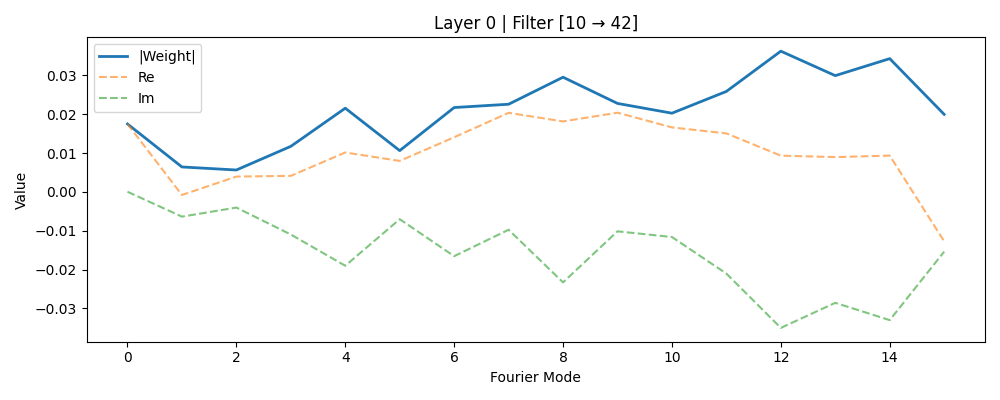 Layer 0 | Filter [10 → 42]
|Weight|
Re
Im
0.03
0.02
0.01
0.00
−0.01
−0.02
−0.03
Value
0 2 4 6 8 10 12 14
Fourier Mode